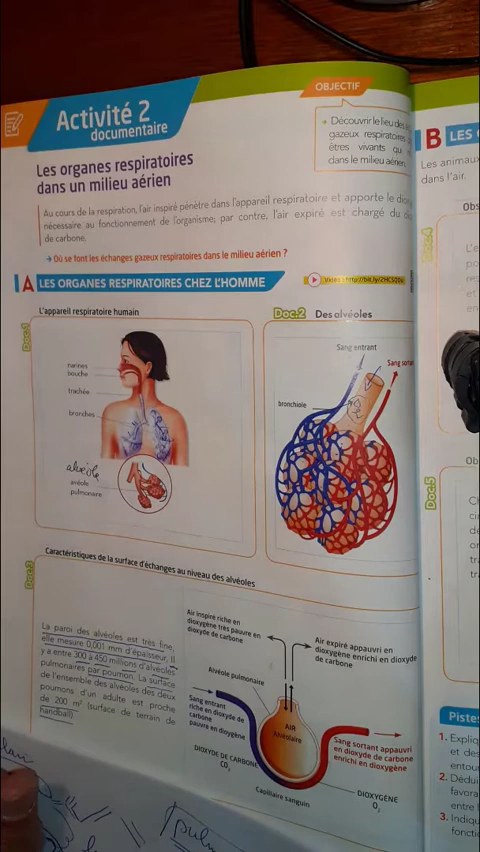 OBJECTIF
Activité 2
documentaire
• Découvrir le lieu des
gazeux respiratoires
êtres vivants qui
dans le milieu aérien.
Les organes respiratoires
dans un milieu aérien
Au cours de la respiration, l'air inspiré pénètre dans l'appareil respiratoire et apporte le
nécessaire au fonctionnement de l'organisme; par contre, l'air expiré est chargé du
de carbone.
→ Où se font les échanges gazeux respiratoires dans le milieu aérien ?
A LES ORGANES RESPIRATOIRES CHEZ L'HOMME
Doc.1
L'appareil respiratoire humain
narines
bouche
trachée
bronches
alvéole
avéole
pulmonaire
Doc.2 Des alvéoles
Sang entrant
Sang
bronchiole
Doc.3
Caractéristiques de la surface d'échanges au niveau des alvéoles
La paroi des alvéoles est très fine,
elle mesure 0,001 mm d'épaisseur. Il
y a entre 300 à 450 millions d'alvéoles
pulmonaires par poumon. La surface
de l'ensemble des alvéoles des deux
poumons d'un adulte est proche
de 200 m² (surface de terrain de
handball).
Air inspiré riche en
dioxygène très pauvre en
dioxyde de carbone
Air expiré appauvri en
dioxygène enrichi en dioxyde
de carbone
Alvéole pulmonaire
Sang entrant
riche en dioxyde de
carbone
pauvre en dioxygène
AIR
Alvéolaire
Sang sortant appauvri
en dioxyde de carbone
enrichi en dioxygène
DIOXYDE DE CARBONE
CO₂
DIOXYGÈNE
O₂
Capillaire sanguin
B LES
Les animaux
dans l'air.
Doc.4
Doc.5
1.
et des
2.
entre
3.